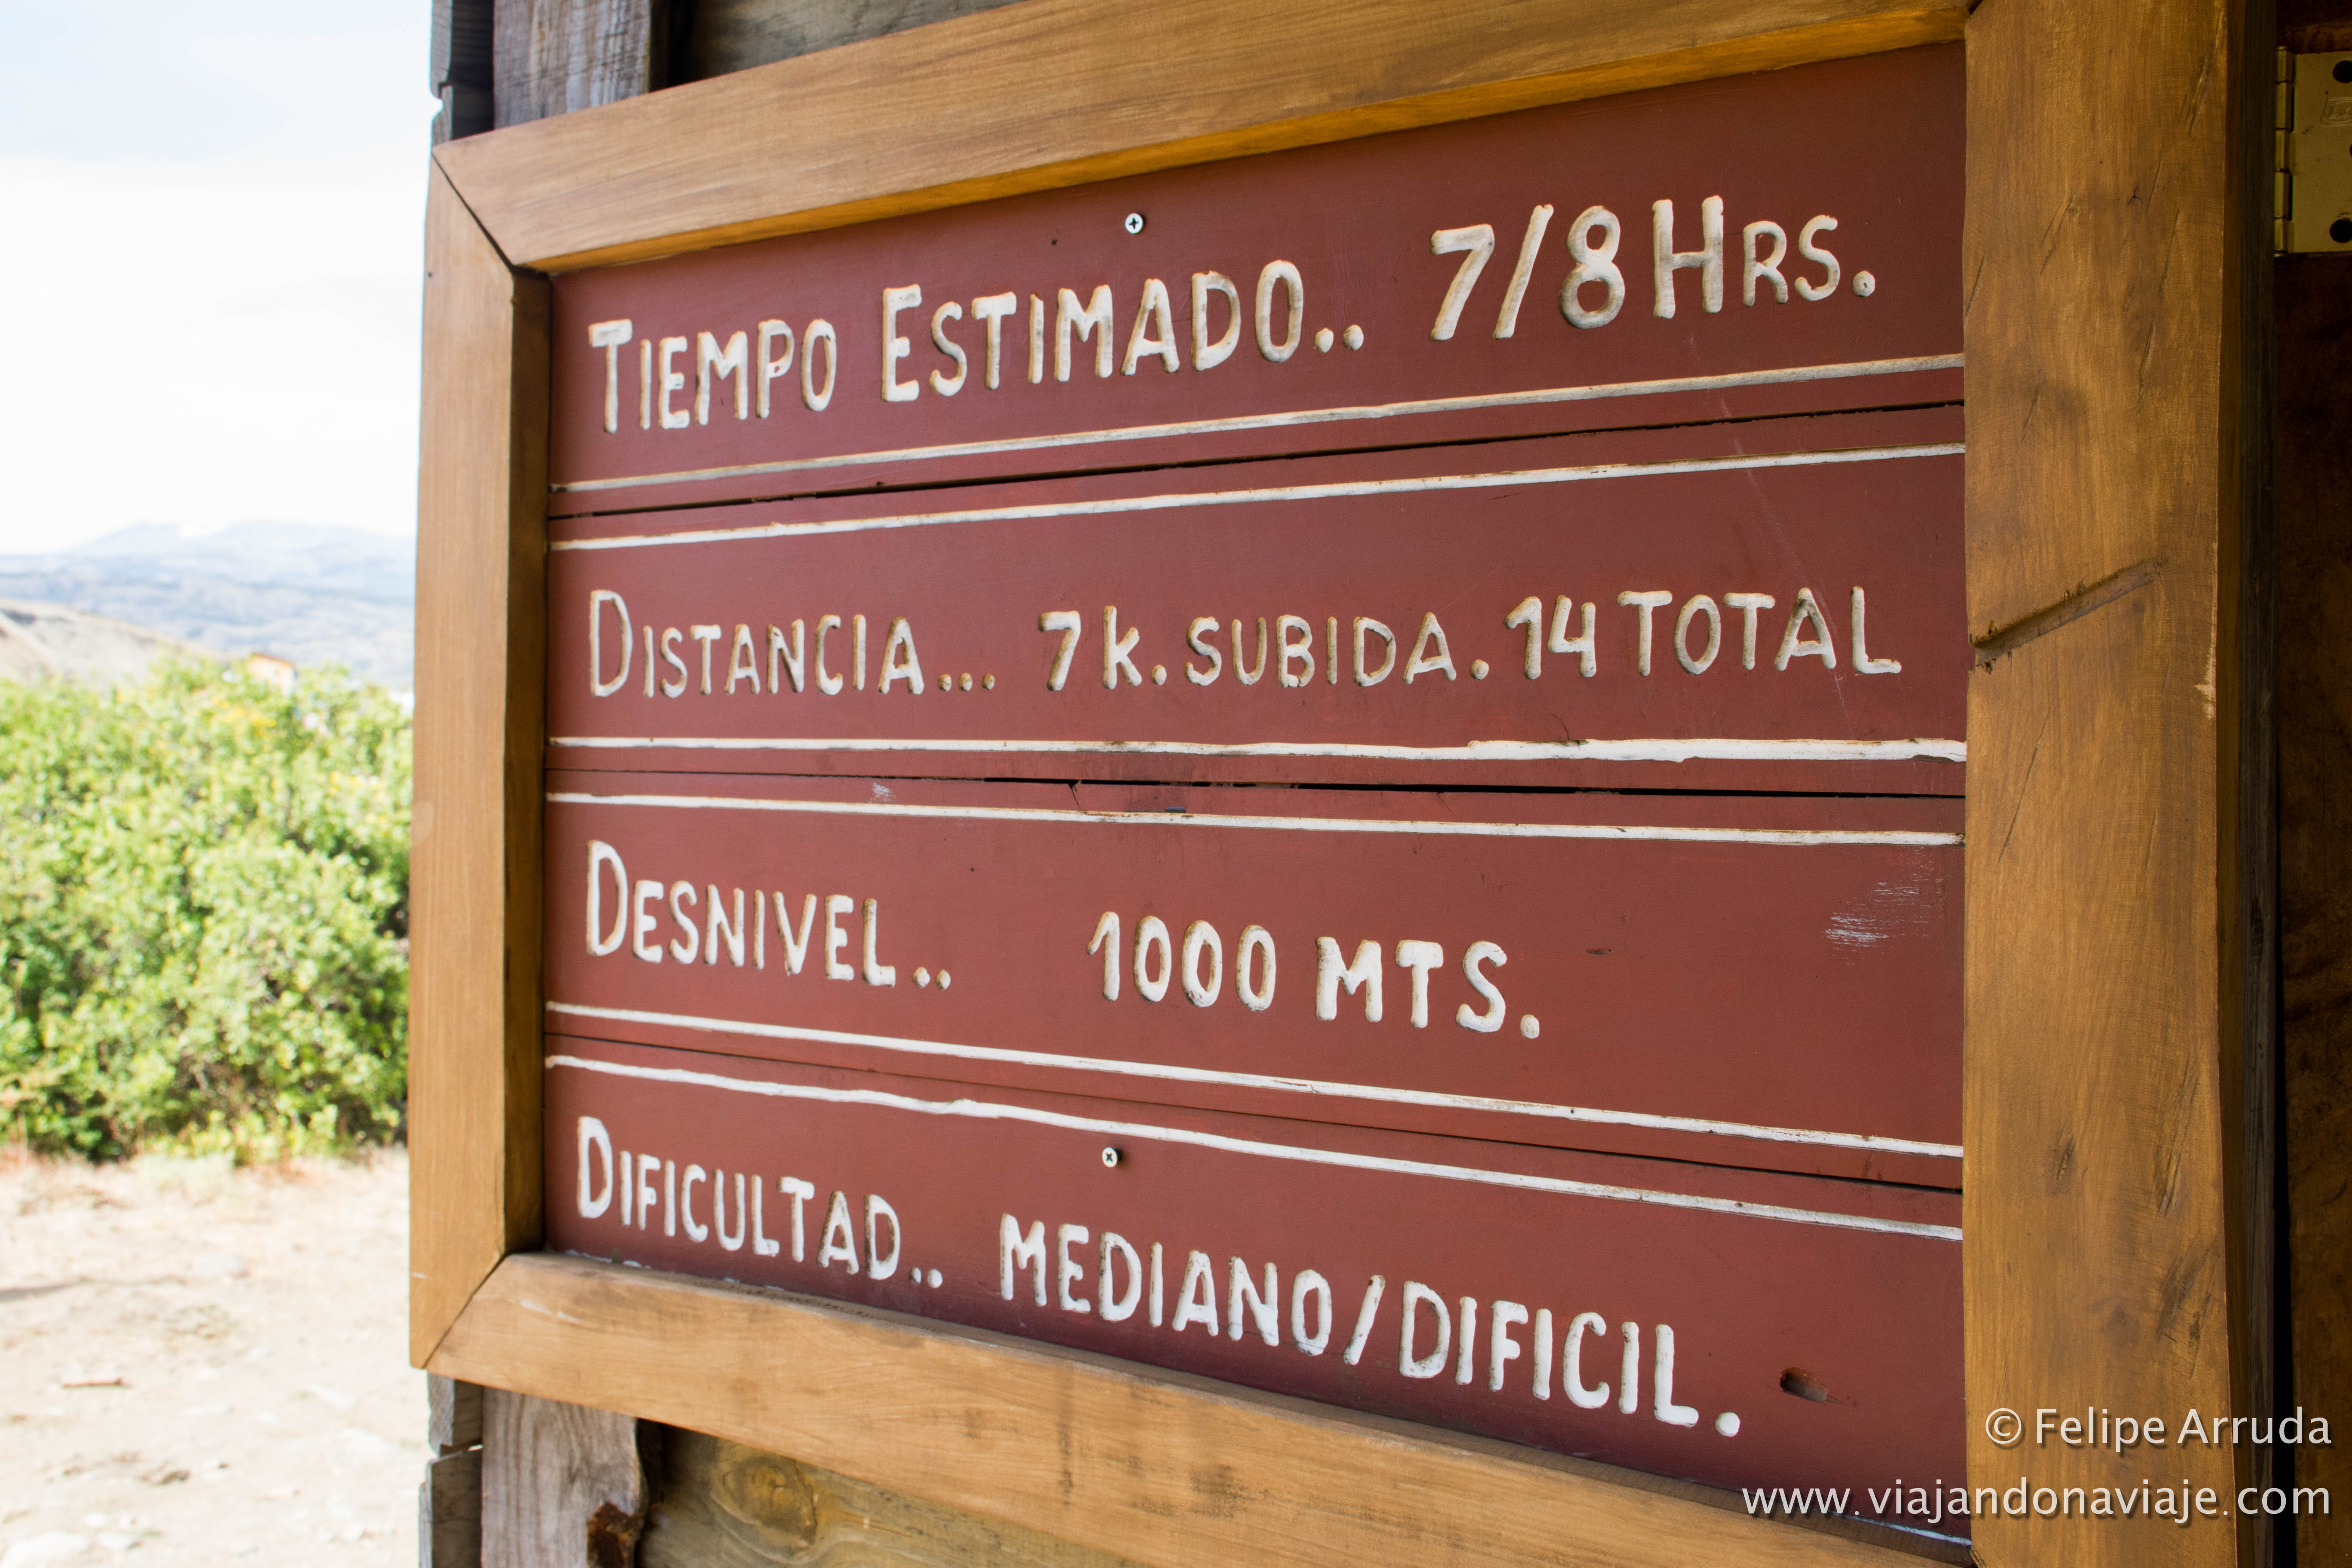 TIEMPO ESTIMADO.. 7/8 HRS.
DISTANCIA... 7 K. SUBIDA. 14 TOTAL
DESNIVEL.. 1000 MTS.
DIFICULTAD.. MEDIANO/DIFICIL.
© Felipe Arruda
www.viajandonaviaje.com